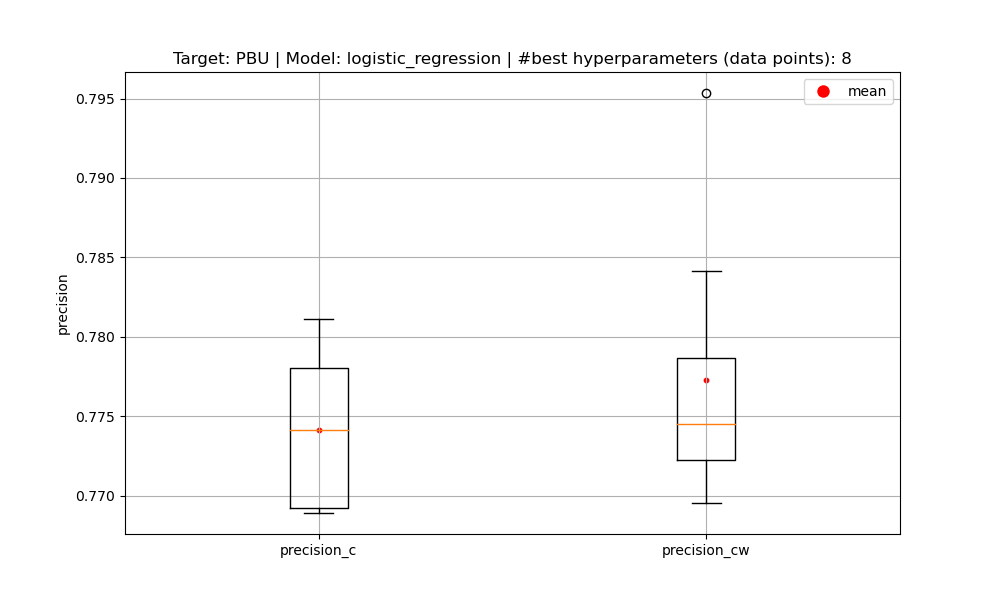 Target: PBU | Model: logistic_regression | #best hyperparameters (data points): 8
mean
0.795
0.790
0.785
0.780
0.775
0.770
precision
precision_c
precision_cw